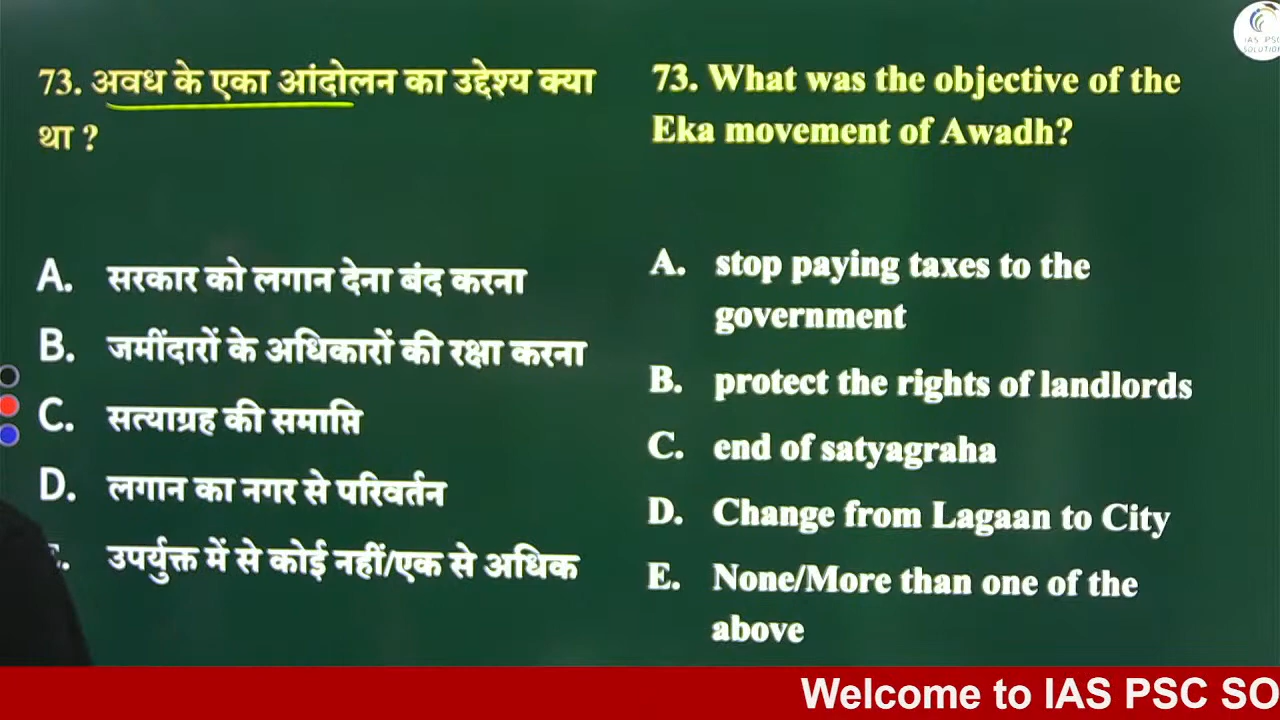 73. अवध के एका आंदोलन का उद्देश्य क्या
था ?
A. सरकार को लगान देना बंद करना
B. जमींदारों के अधिकारों की रक्षा करना
C. सत्याग्रह की समाप्ति
D. लगान का नगर से परिवर्तन
उपर्युक्त में से कोई नहीं/एक से अधिक
73. What was the objective of the
Eka movement of Awadh?
A. stop paying taxes to the
government
B. protect the rights of landlords
C. end of satyagraha
D. Change from Lagaan to City
E. None/More than one of the
above
IAS PSC
SOLUTION
Welcome to IAS PSC SO